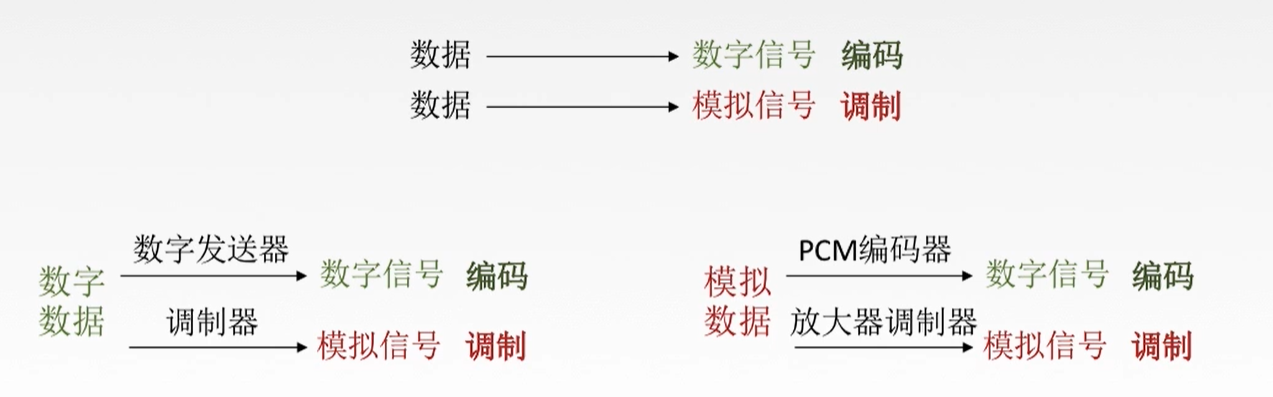 数据 数字信号 编码
数据 模拟信号 调制
数字发送器
数字 数字信号 编码
数据 调制器
模拟信号 调制
PCM编码器
模拟 数字信号 编码
数据 放大器调制器
模拟信号 调制